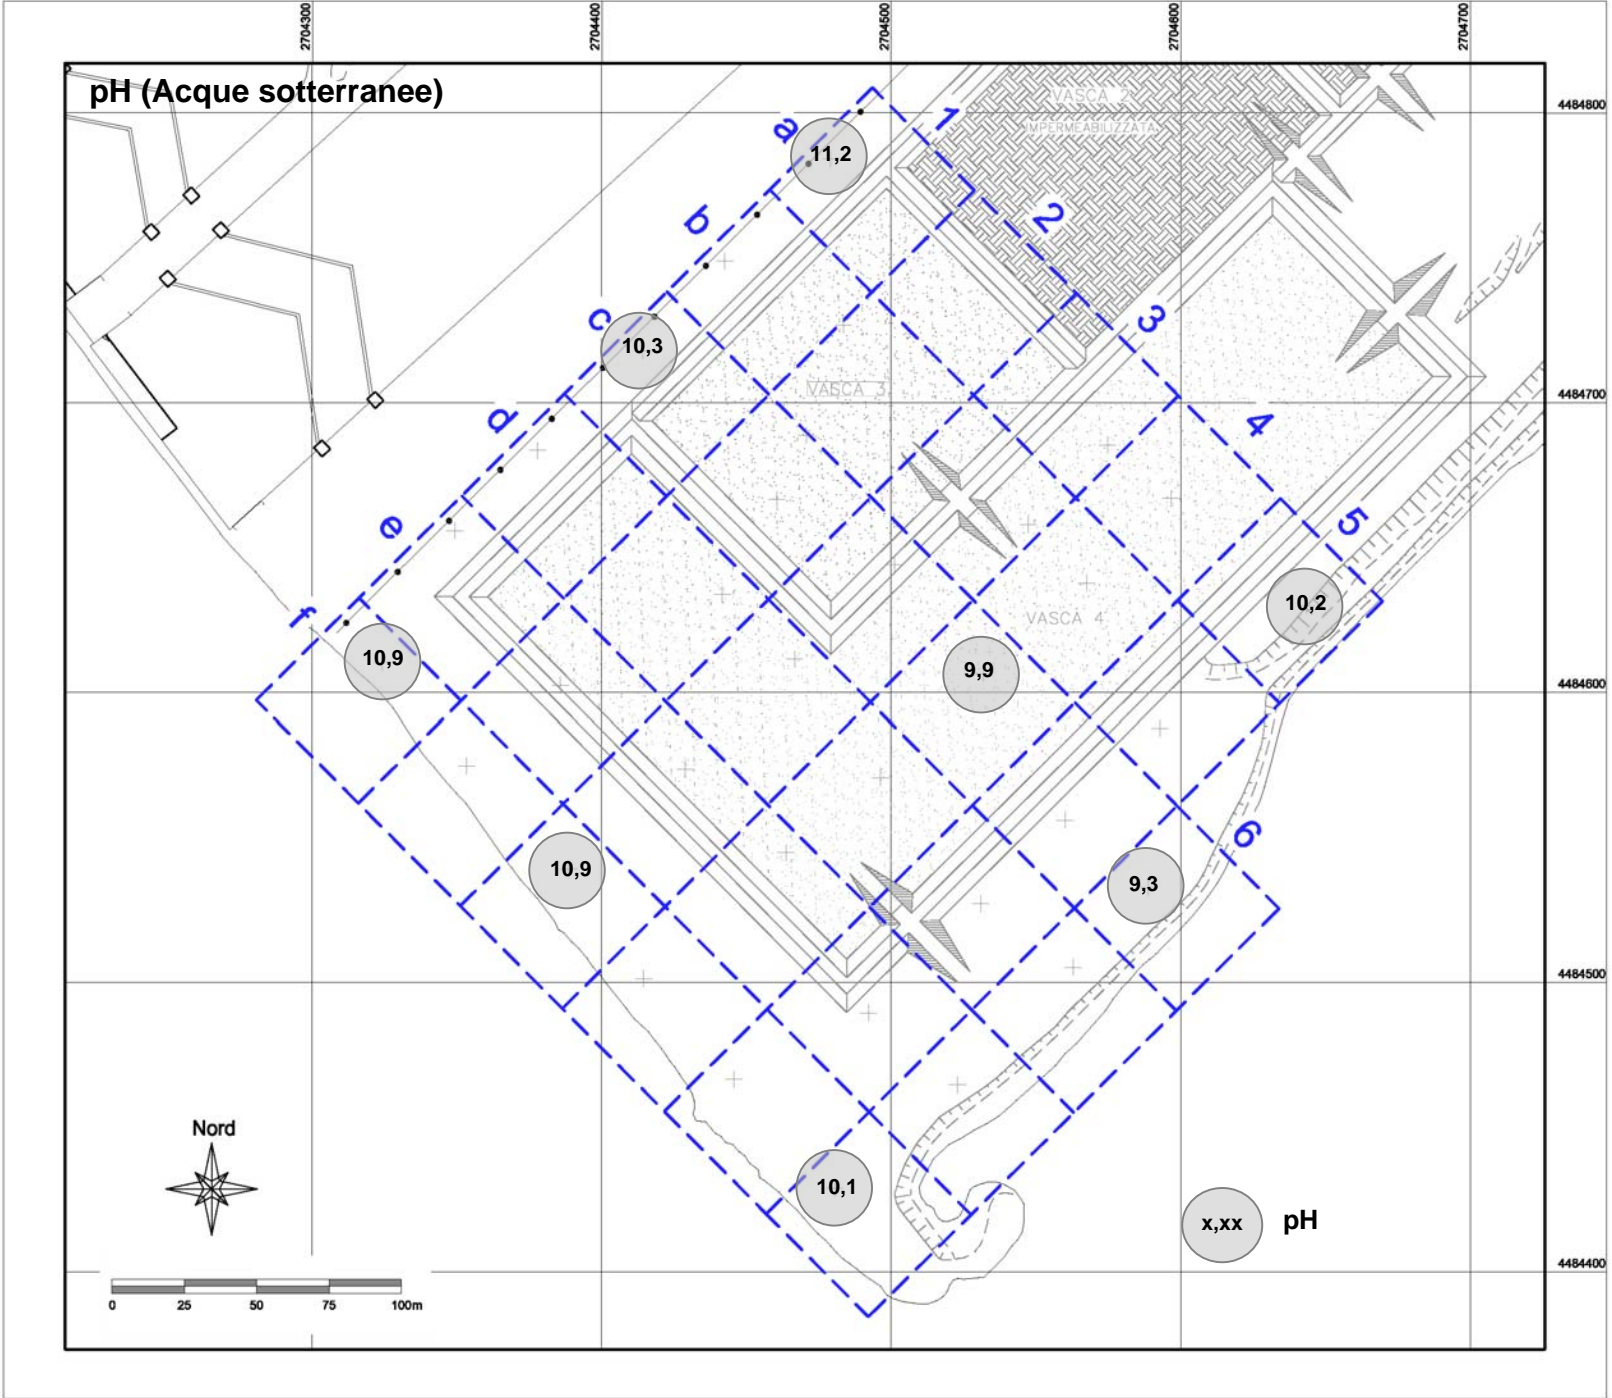 2704300
2704400
2704500
2704600
2704700
pH (Acque sotterranee)
VASCA 2
IMPERMEABILIZZATA
4484800
a
1
11,2
b
2
c
3
10,3
VASCA 3
4484700
d
4
e
5
10,2
f
VASCA 4
10,9
9,9
4484600
6
10,9
9,3
4484500
Nord
10,1
x,xx pH
4484400
0 25 50 75 100m